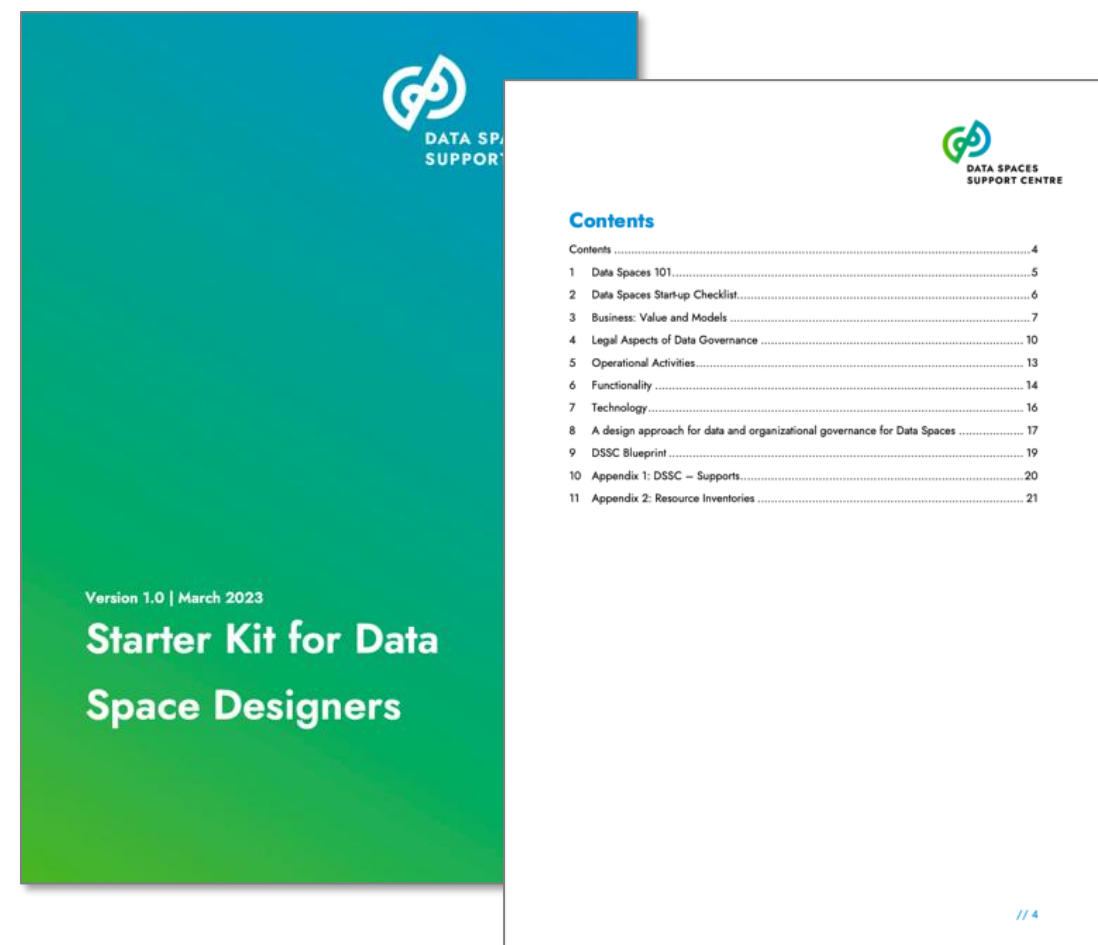 DATA SP
SUPPORT
Version 1.0 | March 2023
Starter Kit for Data
Space Designers
DATA SPACES
SUPPORT CENTRE
Contents
Contents ........ 4
1 Data Spaces 101 ........ 5
2 Data Spaces Start-up Checklist ........ 6
3 Business: Value and Models ........ 7
4 Legal Aspects of Data Governance ........ 10
5 Operational Activities ........ 13
6 Functionality ........ 14
7 Technology ........ 16
8 A design approach for data and organizational governance for Data Spaces ........ 17
9 DSSC Blueprint ........ 19
10 Appendix 1: DSSC – Supports ........ 20
11 Appendix 2: Resource Inventories ........ 21
// 4